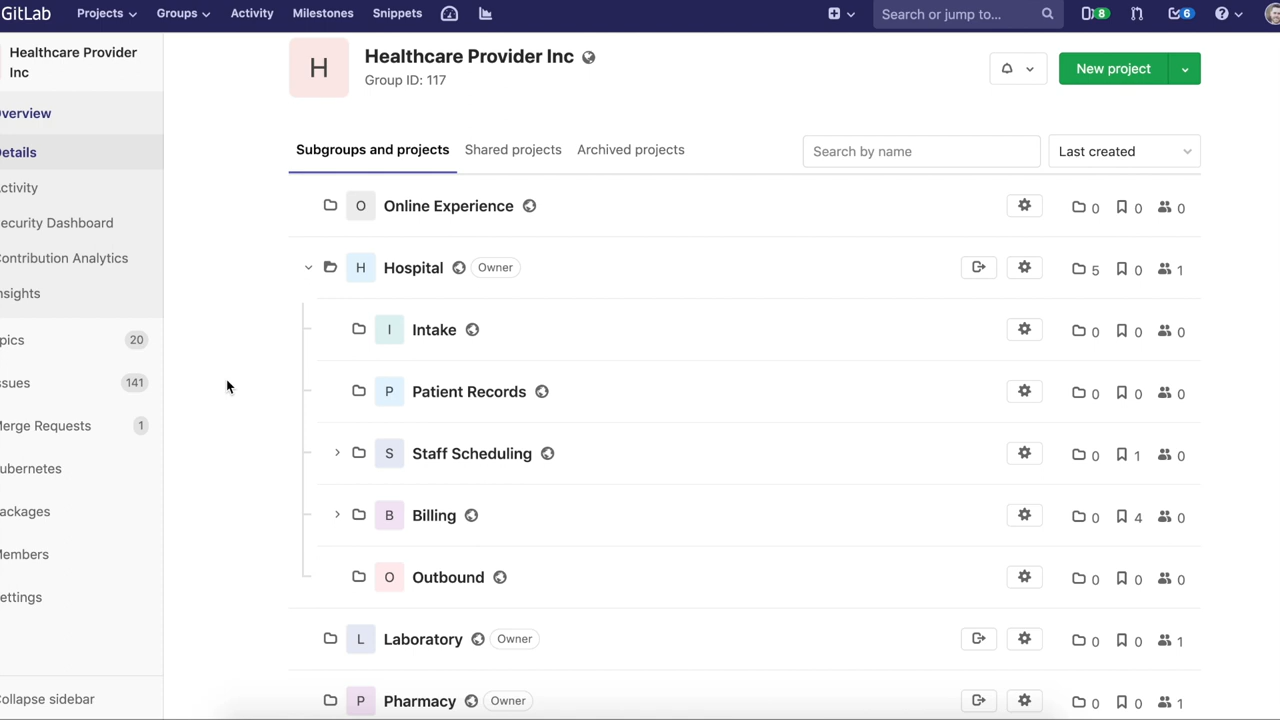 GitLab Projects Groups Activity Milestones Snippets Search or jump to... 8 6
Healthcare Provider
Inc
verview
etails
ctivity
ecurity Dashboard
ontribution Analytics
nsights
pics 20
ssues 141
Merge Requests 1
ubernetes
ackages
Members
ettings
ollapse sidebar
H
Healthcare Provider Inc
Group ID: 117
New project
Subgroups and projects Shared projects Archived projects Search by name Last created
O Online Experience 0 0 0
H Hospital Owner 5 0 1
I Intake 0 0 0
P Patient Records 0 0 0
S Staff Scheduling 0 1 0
B Billing 0 4 0
O Outbound 0 0 0
L Laboratory Owner 0 0 1
P Pharmacy Owner 0 0 1